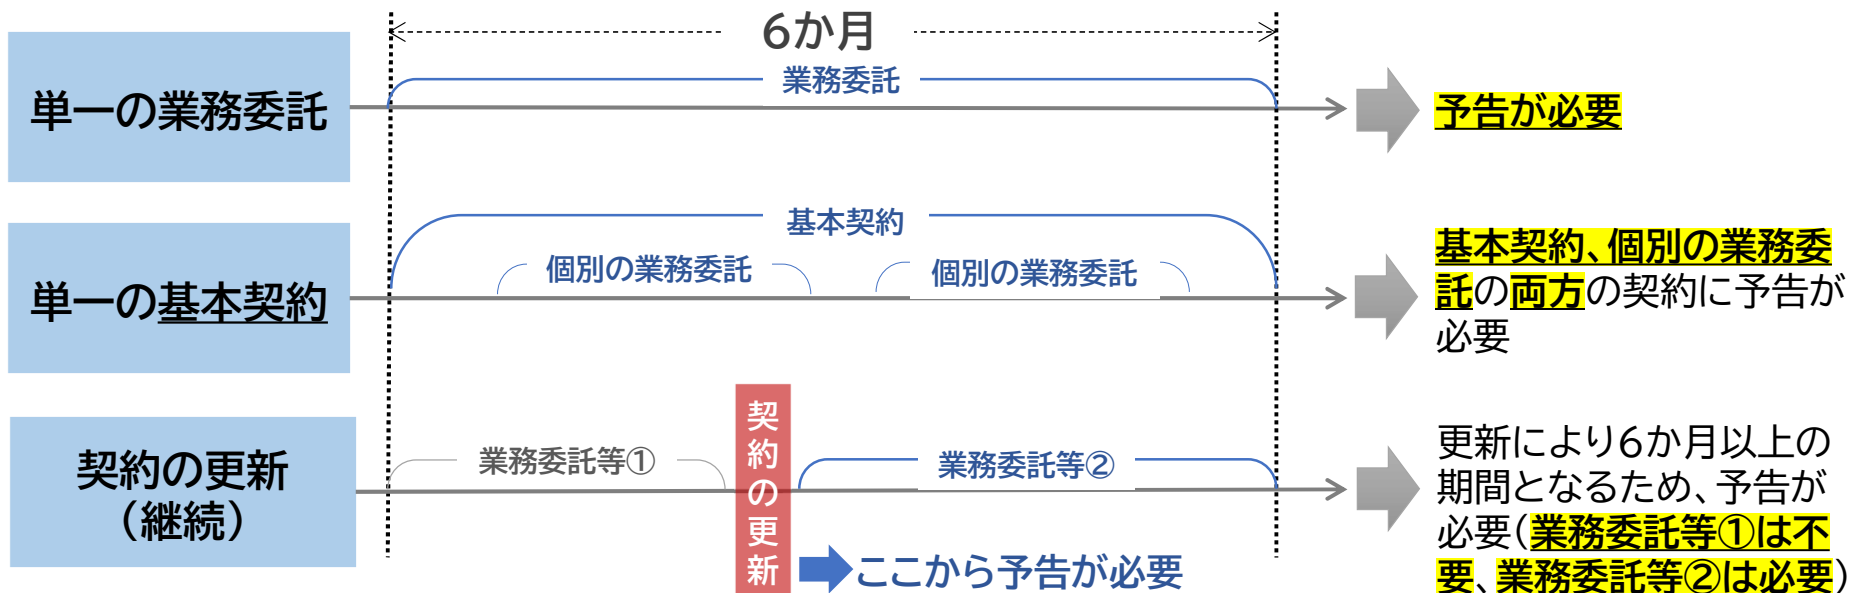 6か月
単一の業務委託
業務委託
予告が必要
単一の基本契約
基本契約
個別の業務委託
個別の業務委託
基本契約、個別の業務委
託の両方の契約に予告が
必要
契約の更新
（継続）
業務委託等①
契約の更新
業務委託等②
ここから予告が必要
更新により6か月以上の
期間となるため、予告が
必要（業務委託等①は不
要、業務委託等②は必要）